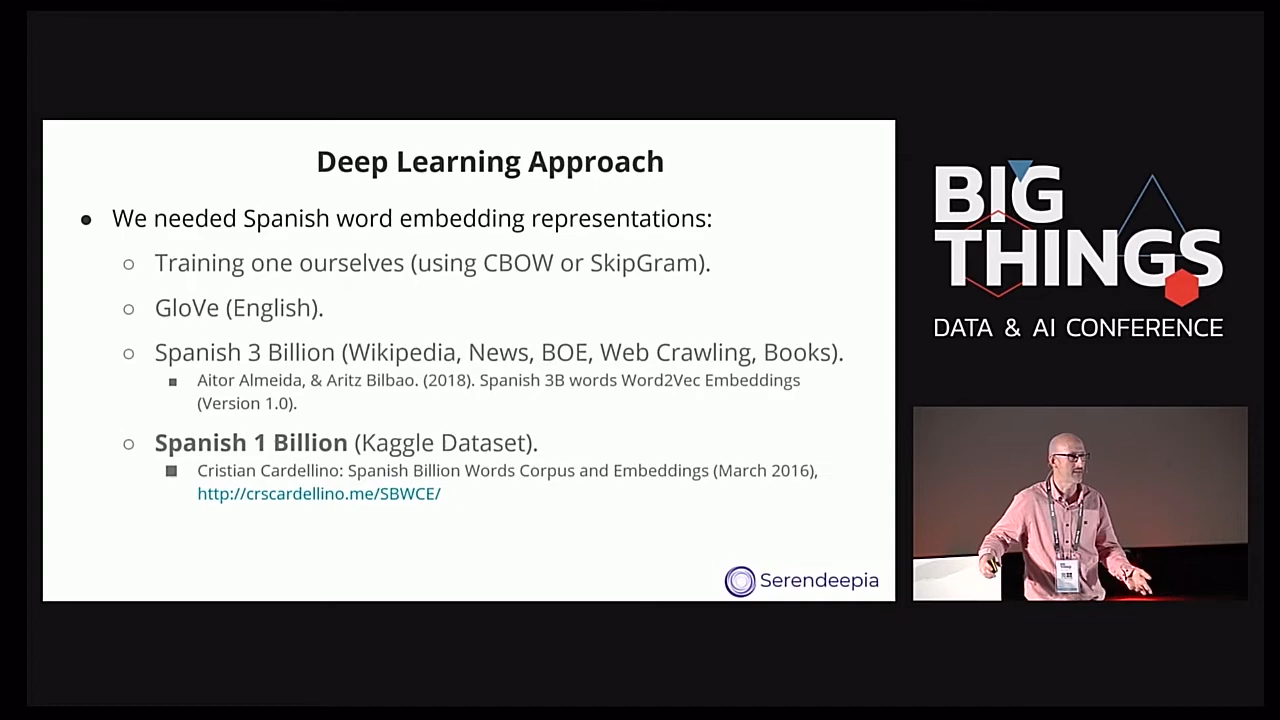 Deep Learning Approach
● We needed Spanish word embedding representations:
○ Training one ourselves (using CBOW or SkipGram).
○ GloVe (English).
○ Spanish 3 Billion (Wikipedia, News, BOE, Web Crawling, Books).
■ Aitor Almeida, & Aritz Bilbao. (2018). Spanish 3B words Word2Vec Embeddings
(Version 1.0).
○ Spanish 1 Billion (Kaggle Dataset).
■ Cristian Cardellino: Spanish Billion Words Corpus and Embeddings (March 2016),
http://crscardellino.me/SBWCE/
Serendeepia
BIG
THINGS
DATA & AI CONFERENCE